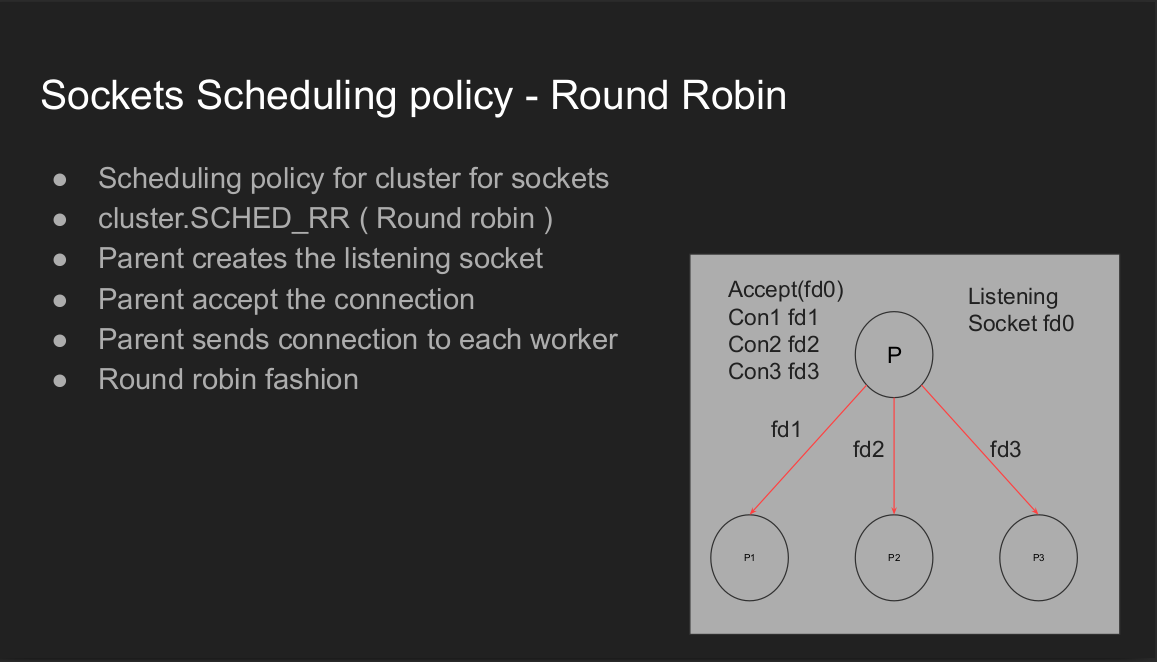 Sockets Scheduling policy - Round Robin
● Scheduling policy for cluster for sockets
● cluster.SCHED_RR ( Round robin )
● Parent creates the listening socket
● Parent accept the connection
● Parent sends connection to each worker
● Round robin fashion
Accept(fd0)
Con1 fd1
Con2 fd2
Con3 fd3
Listening
Socket fd0
P
fd1
fd2
fd3
P1
P2
P3